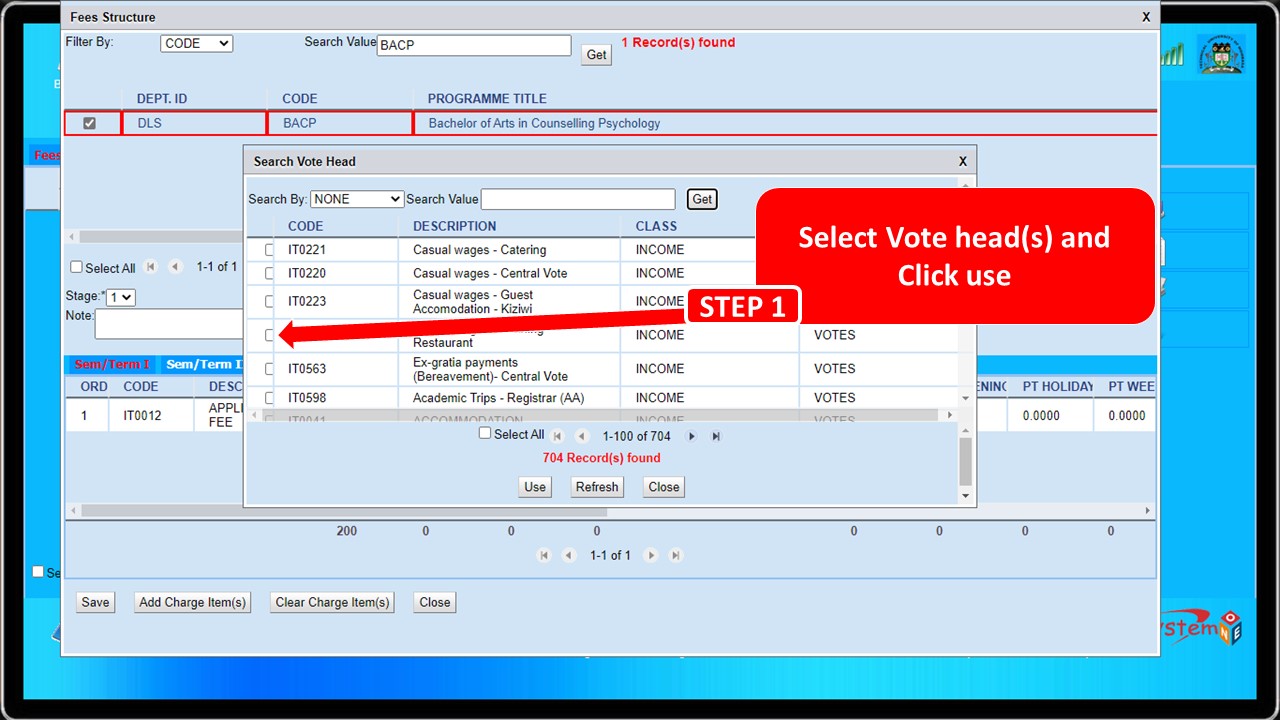 Fees Structure X
Filter By: CODE Search Value BACP Get 1 Record(s) found
DEPT. ID CODE PROGRAMME TITLE
DLS BACP Bachelor of Arts in Counselling Psychology
Fees
Search Vote Head X
Search By: NONE Search Value Get
CODE DESCRIPTION CLASS
IT0221 Casual wages - Catering INCOME
IT0220 Casual wages - Central Vote INCOME
IT0223 Casual wages - Guest
Accomodation - Kiziwi INCOME
Restaurant INCOME VOTES
IT0563 Ex-gratia payments
(Bereavement)- Central Vote INCOME VOTES
IT0598 Academic Trips - Registrar (AA) INCOME VOTES
IT0041 ACCOMMODATION INCOME VOTES
Select All 1-100 of 704
704 Record(s) found
Use Refresh Close
Select Vote head(s) and
Click use
STEP 1
Select All 1-1 of 1
Stage:* 1
Note:
Sem/Term I Sem/Term I
ORD CODE DESC PT HOLIDAY PT WEE
1 IT0012 APPLI
FEE 0.0000 0.0000
200 0 0 0 0 0 0 0
1-1 of 1
Se
Save Add Charge Item(s) Clear Charge Item(s) Close
ystem NE